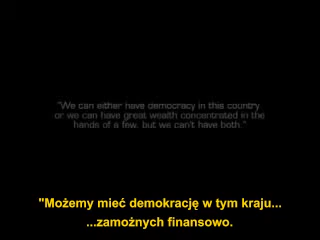 "We can either have democracy in this country
or we can have great wealth concentrated in the
hands of a few, but we can't have both."
"Możemy mieć demokrację w tym kraju...
...zamożnych finansowo.